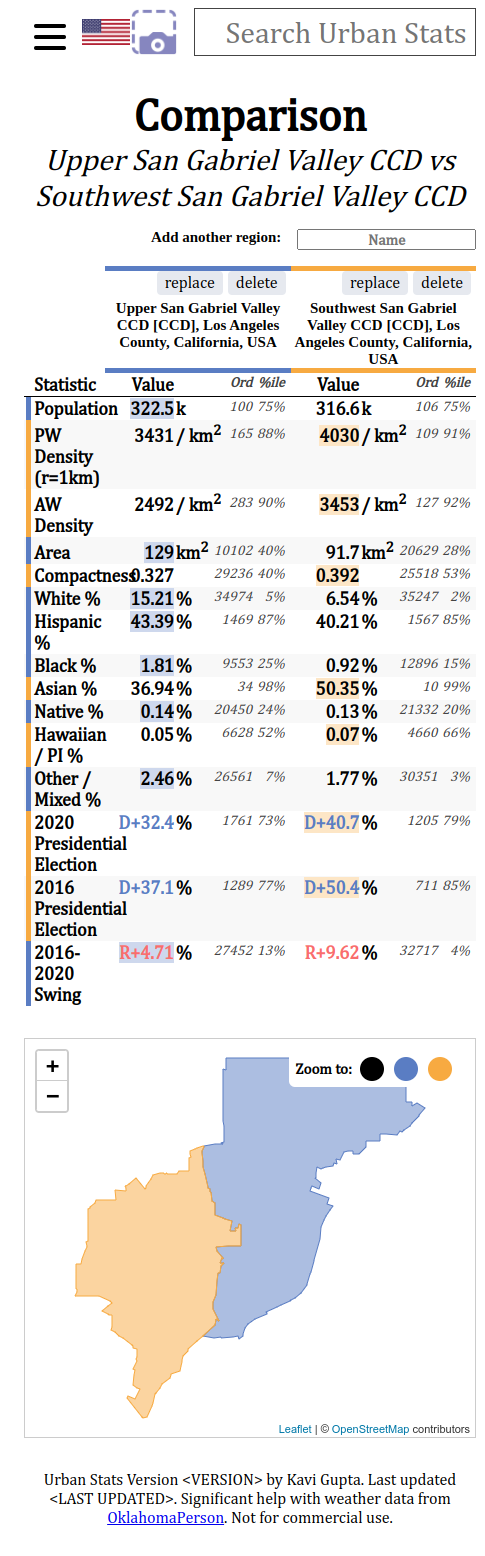 Search Urban Stats
Comparison
Upper San Gabriel Valley CCD vs
Southwest San Gabriel Valley CCD
Add another region: Name
replace delete replace delete
Upper San Gabriel Valley CCD [CCD], Los Angeles County, California, USA
Southwest San Gabriel Valley CCD [CCD], Los Angeles County, California, USA
Statistic Value Ord %ile Value Ord %ile
Population 322.5 k 100 75% 316.6 k 106 75%
PW Density (r=1km) 3431 / km2 165 88% 4030 / km2 109 91%
AW Density 2492 / km2 283 90% 3453 / km2 127 92%
Area 129 km2 10102 40% 91.7 km2 20629 28%
Compactness 0.327 29236 40% 0.392 25518 53%
White % 15.21 % 34974 5% 6.54 % 35247 2%
Hispanic % 43.39 % 1469 87% 40.21 % 1567 85%
Black % 1.81 % 9553 25% 0.92 % 12896 15%
Asian % 36.94 % 34 98% 50.35 % 10 99%
Native % 0.14 % 20450 24% 0.13 % 21332 20%
Hawaiian / PI % 0.05 % 6628 52% 0.07 % 4660 66%
Other / Mixed % 2.46 % 26561 7% 1.77 % 30351 3%
2020 Presidential Election D+32.4 % 1761 73% D+40.7 % 1205 79%
2016 Presidential Election D+37.1 % 1289 77% D+50.4 % 711 85%
2016-2020 Swing R+4.71 % 27452 13% R+9.62 % 32717 4%
+
−
Zoom to:
Leaflet | © OpenStreetMap contributors
Urban Stats Version <VERSION> by Kavi Gupta. Last updated
<LAST UPDATED>. Significant help with weather data from
OklahomaPerson. Not for commercial use.